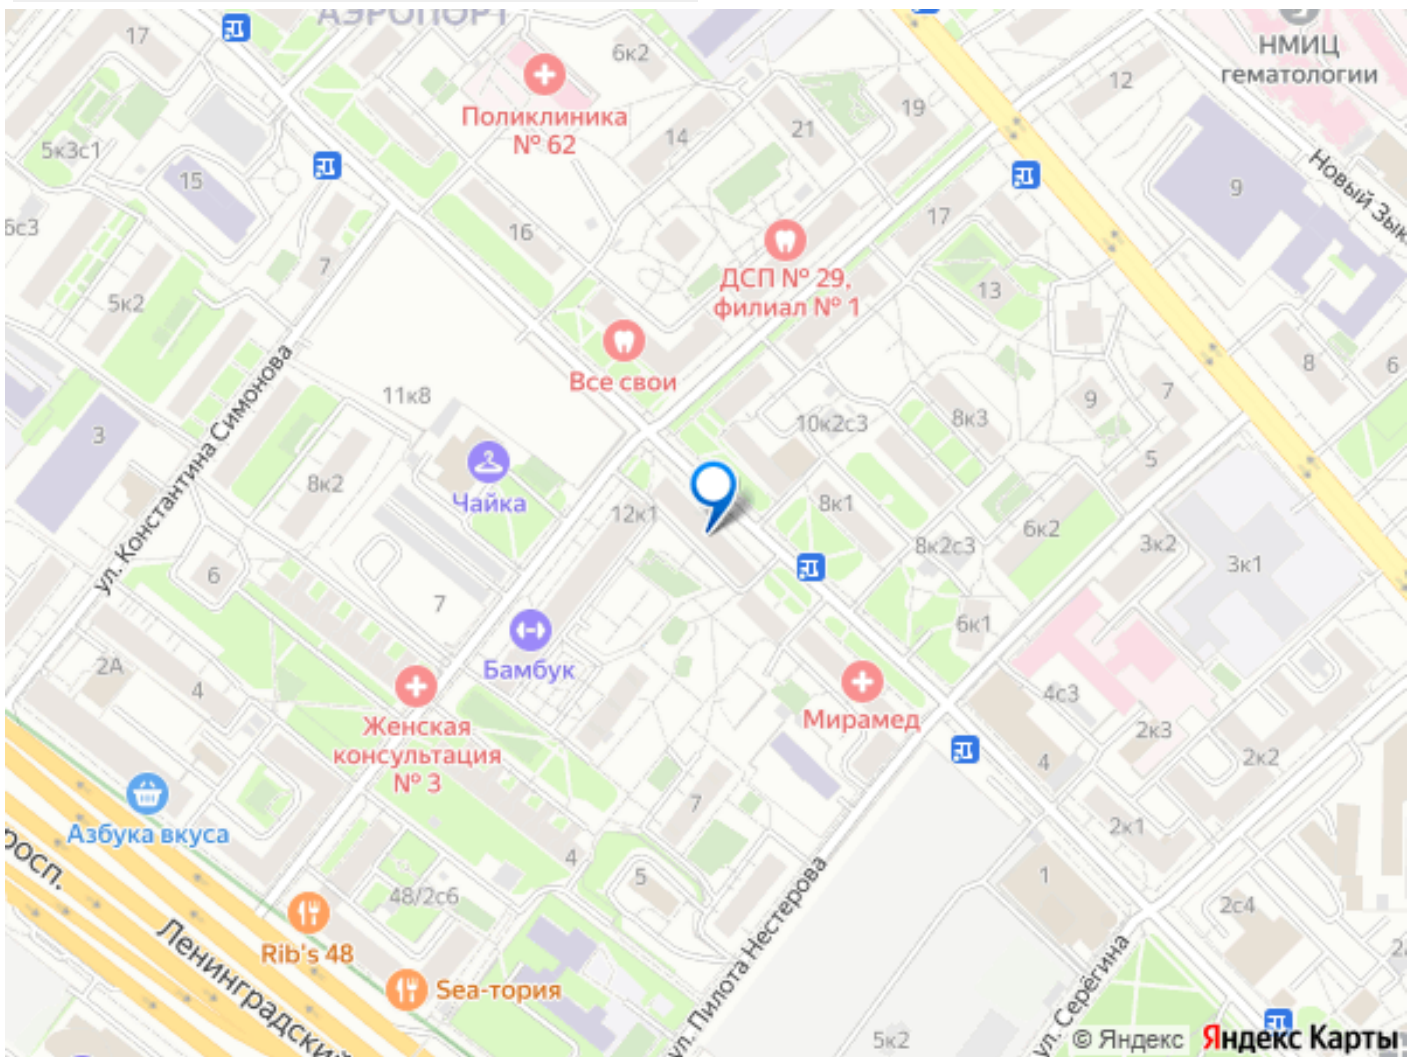 АЭРОПОРТ
17
6к2
НМИЦ
гематологии
12
Поликлиника
№ 62
14
21
19
5к3с1
15
9
Новый Зык
6с3
16
17
7
ДСП № 29,
филиал № 1
13
5к2
Все свои
8
6
7
11к8
10к2с3
8к3
9
ул. Константина Симонова
3
5
8к2
Чайка
12к1
8к1
8к2с3
6к2
3к2
3к1
6
7
6к1
2А
4
Бамбук
Мирамед
4с3
2к3
2к2
Женская
консультация
№ 3
4
7
Азбука вкуса
2к1
росп.
4
5
1
48/2с6
2с4
Rib's 48
Ленинградский
Sea-тория
ул. Пилота Нестерова
ул. Серёгина
5к2
© Яндекс Яндекс Карты